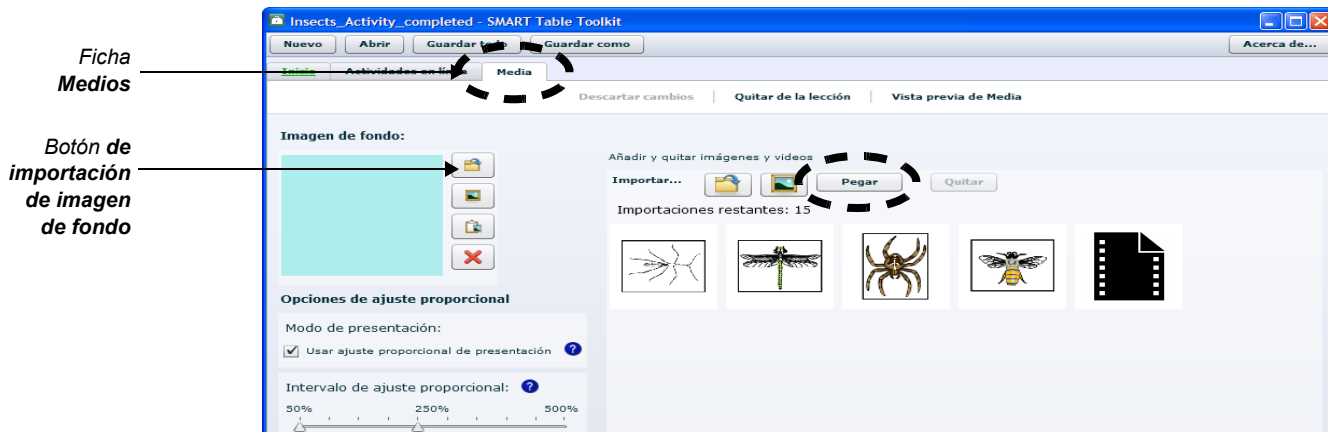 Insects_Activity_completed - SMART Table Toolkit
Nuevo Abrir Guardar todo Guardar como Acerca de...
Ficha
Medios
Inicio Actividades en línea Media
Descartar cambios Quitar de la lección Vista previa de Media
Botón de
importación
de imagen
de fondo
Imagen de fondo:
Añadir y quitar imágenes y videos
Importar... Pegar Quitar
Importaciones restantes: 15
Opciones de ajuste proporcional
Modo de presentación:
Usar ajuste proporcional de presentación ?
Intervalo de ajuste proporcional: ?
50% 250% 500%